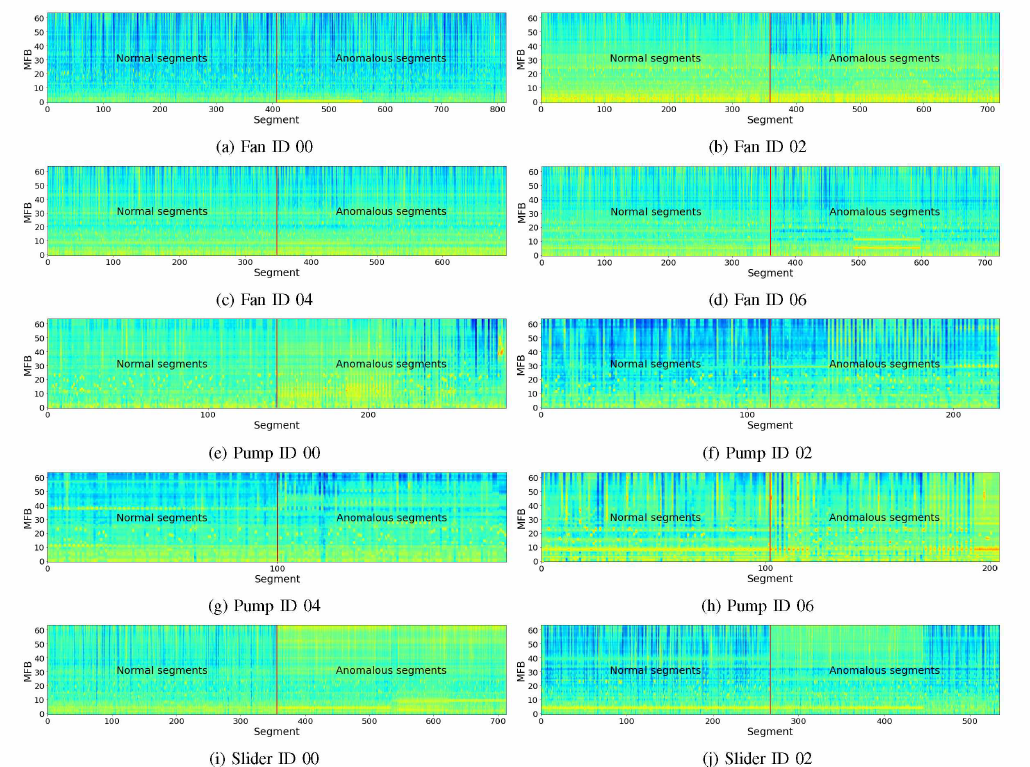 MFB
60
50
40
30
20
10
0
Normal segments
Anomalous segments
0 100 200 300 400 500 600 700 800
Segment
(a) Fan ID 00
MFB
60
50
40
30
20
10
0
Normal segments
Anomalous segments
0 100 200 300 400 500 600 700
Segment
(b) Fan ID 02
MFB
60
50
40
30
20
10
0
Normal segments
Anomalous segments
0 100 200 300 400 500 600
Segment
(c) Fan ID 04
MFB
60
50
40
30
20
10
0
Normal segments
Anomalous segments
0 100 200 300 400 500 600 700
Segment
(d) Fan ID 06
MFB
60
50
40
30
20
10
0
Normal segments
Anomalous segments
0 100 200
Segment
(e) Pump ID 00
MFB
60
50
40
30
20
10
0
Normal segments
Anomalous segments
0 100 200
Segment
(f) Pump ID 02
MFB
60
50
40
30
20
10
0
Normal segments
Anomalous segments
0 100
Segment
(g) Pump ID 04
MFB
60
50
40
30
20
10
0
Normal segments
Anomalous segments
0 100 200
Segment
(h) Pump ID 06
MFB
60
50
40
30
20
10
0
Normal segments
Anomalous segments
0 100 200 300 400 500 600 700
Segment
(i) Slider ID 00
MFB
60
50
40
30
20
10
0
Normal segments
Anomalous segments
0 100 200 300 400 500
Segment
(j) Slider ID 02